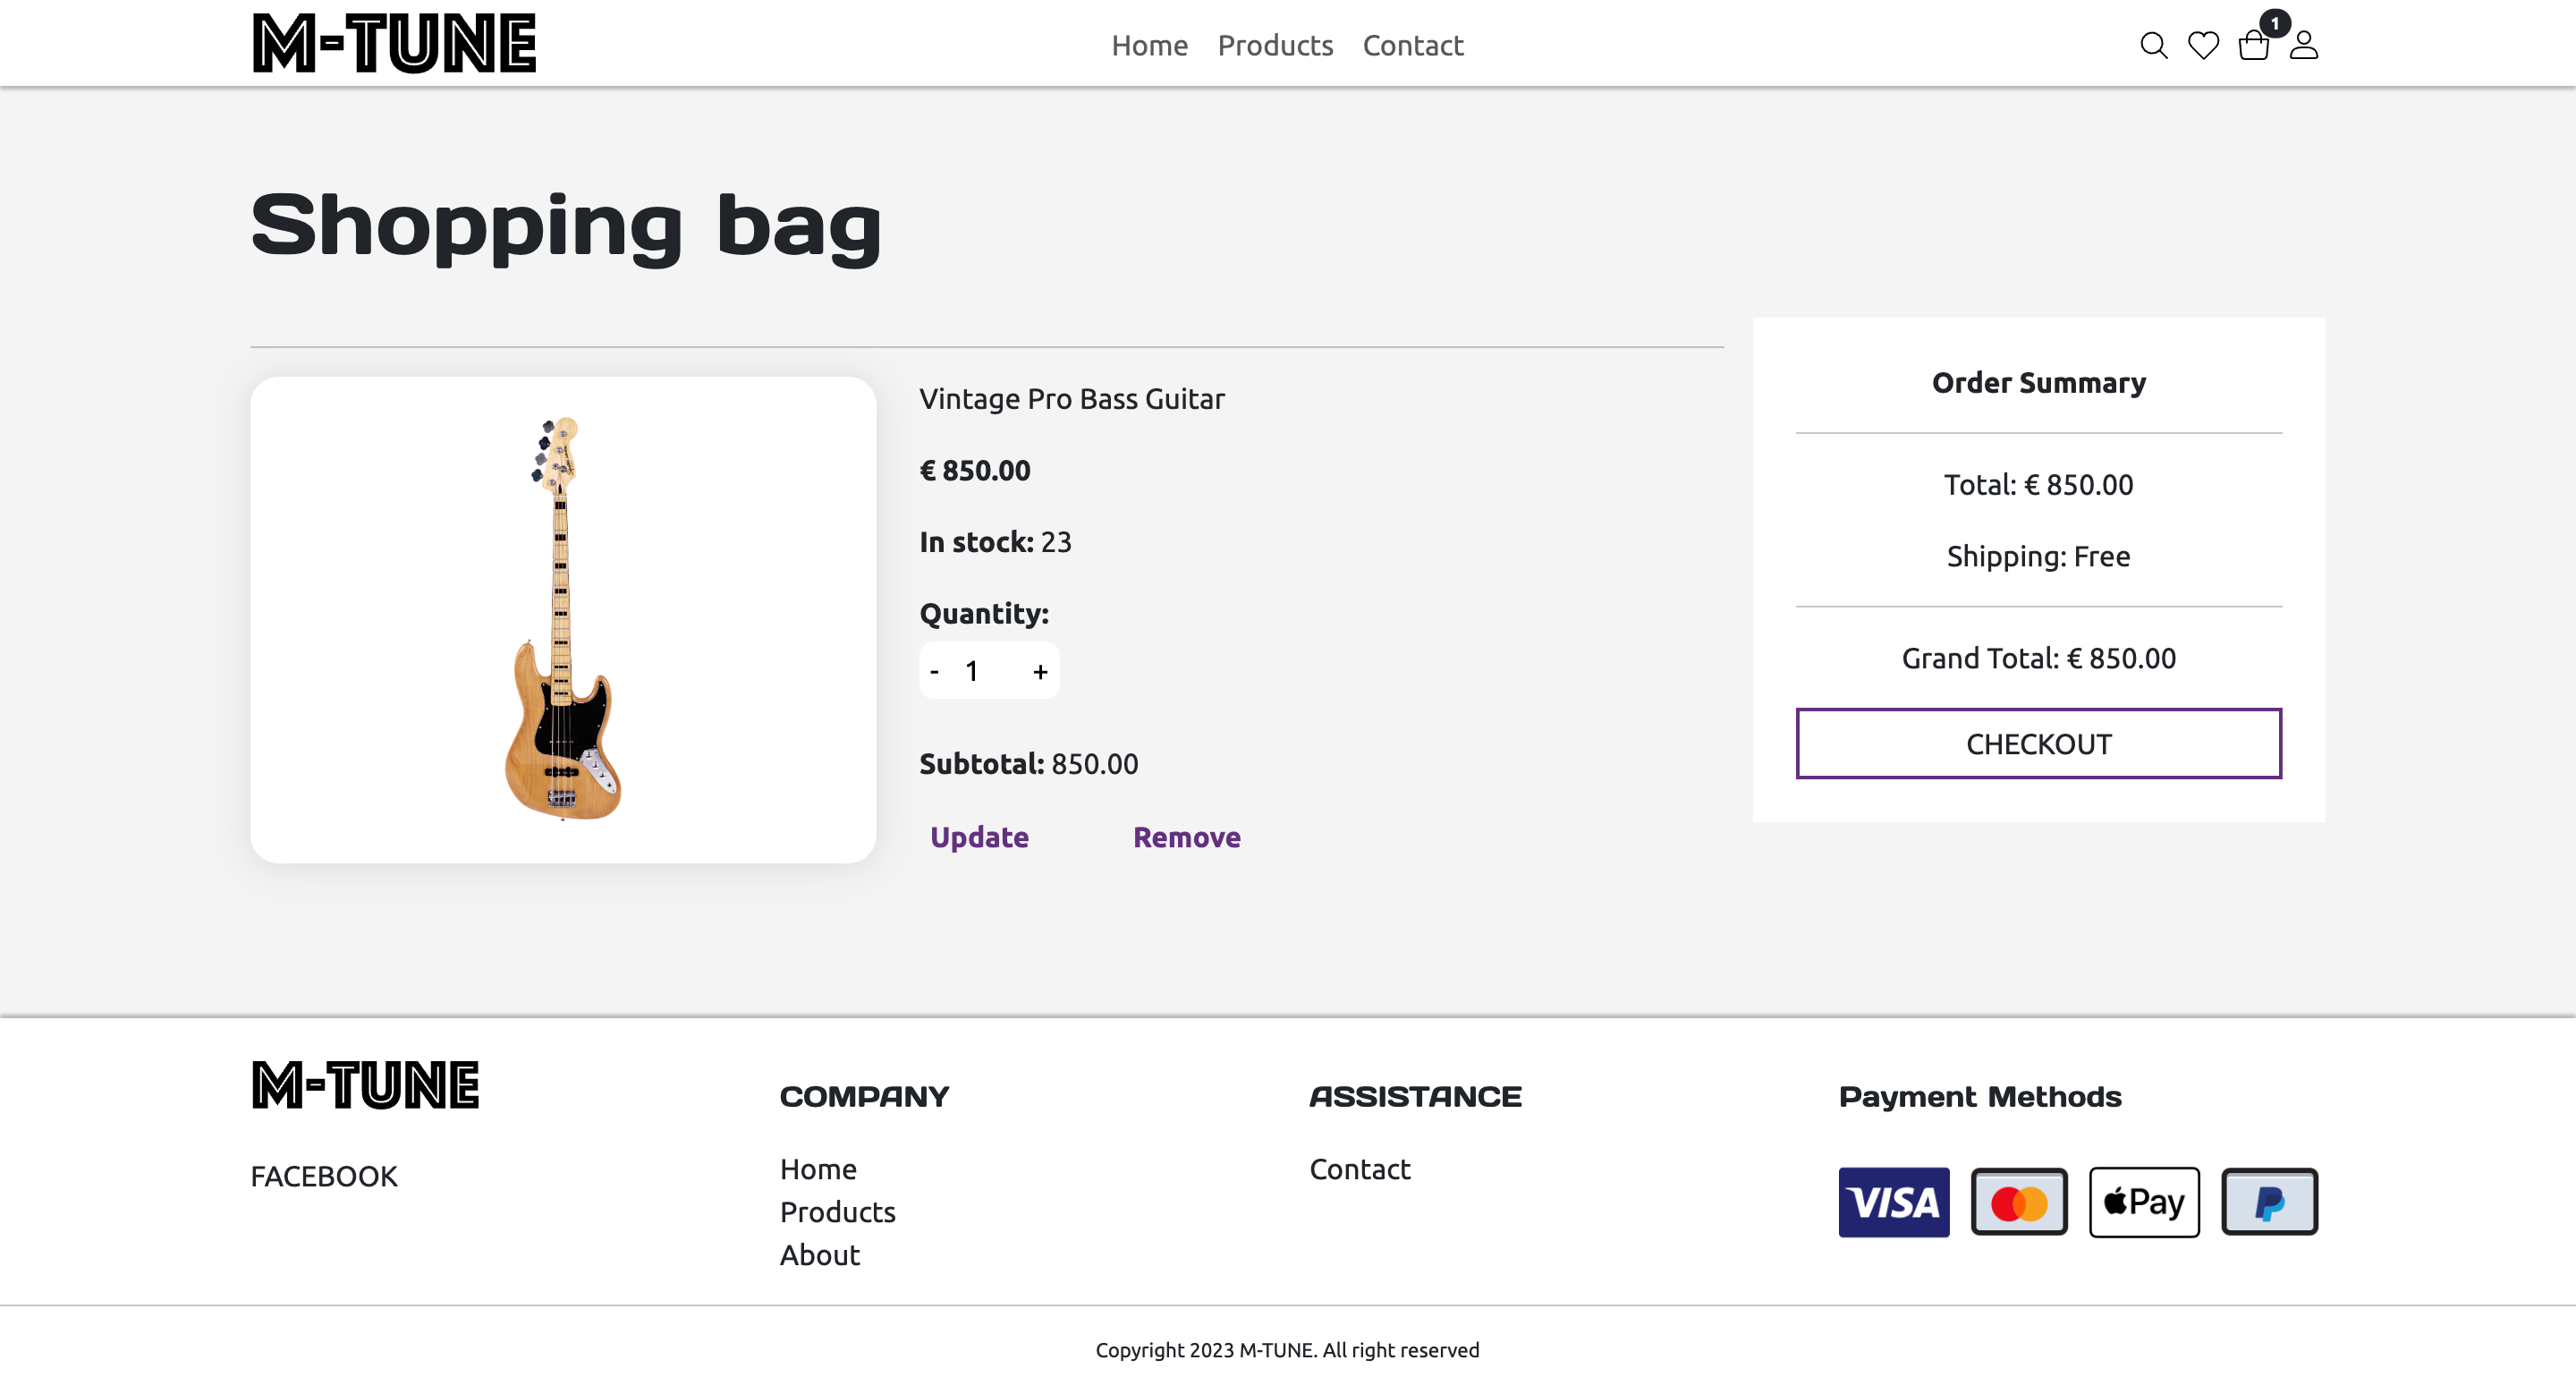 M-TUNE
Home Products Contact
1
Shopping bag
Vintage Pro Bass Guitar
€ 850.00
In stock: 23
Quantity:
- 1 +
Subtotal: 850.00
Update Remove
Order Summary
Total: € 850.00
Shipping: Free
Grand Total: € 850.00
CHECKOUT
M-TUNE
FACEBOOK
COMPANY
Home
Products
About
ASSISTANCE
Contact
Payment Methods
VISA
Pay
P
Copyright 2023 M-TUNE. All right reserved